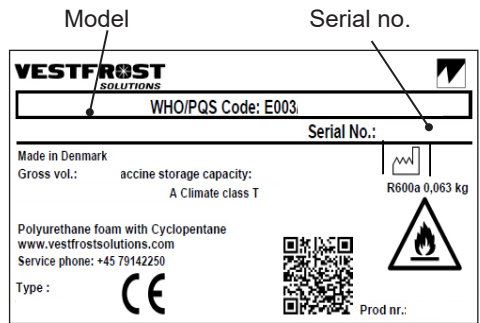 Model Serial no.
VESTFROST
SOLUTIONS
WHO/PQS Code: E003/
Serial No.:
Made in Denmark
Gross vol.: accine storage capacity:
A Climate class T
R600a 0,063 kg
Polyurethane foam with Cyclopentane
www.vestfrostsolutions.com
Service phone: +45 79142250
Type : CE
Prod nr.: